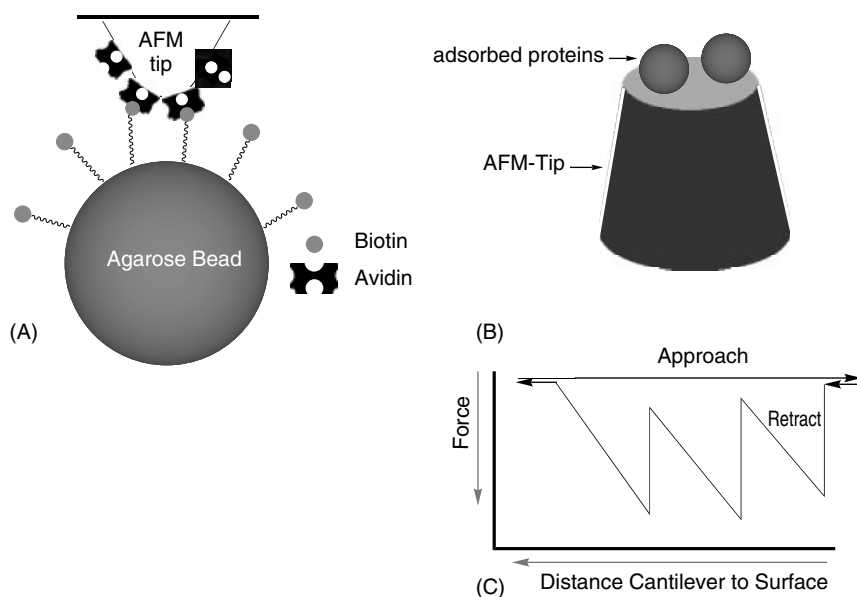 AFM
tip
Agarose Bead
Biotin
Avidin
(A)
adsorbed proteins
AFM-Tip
(B)
Approach
Force
Retract
(C)
Distance Cantilever to Surface